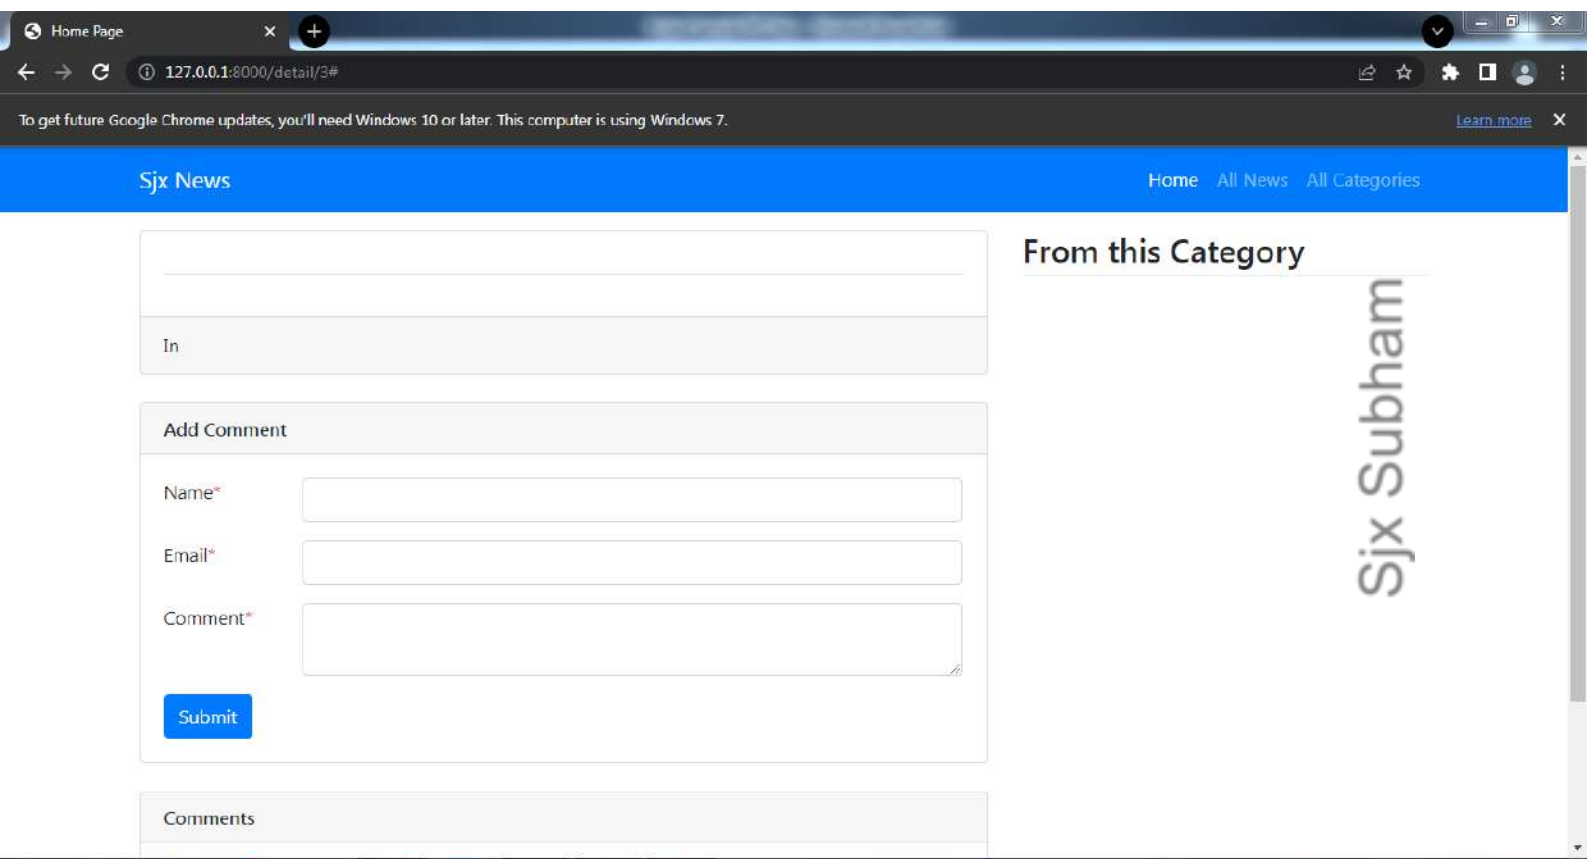 Home Page
127.0.0.1:8000/detail/3#
To get future Google Chrome updates, you'll need Windows 10 or later. This computer is using Windows 7.
Learn more
Sjx News
Home
All News
All Categories
From this Category
In
Sjx Subham
Add Comment
Name*
Email*
Comment*
Submit
Comments